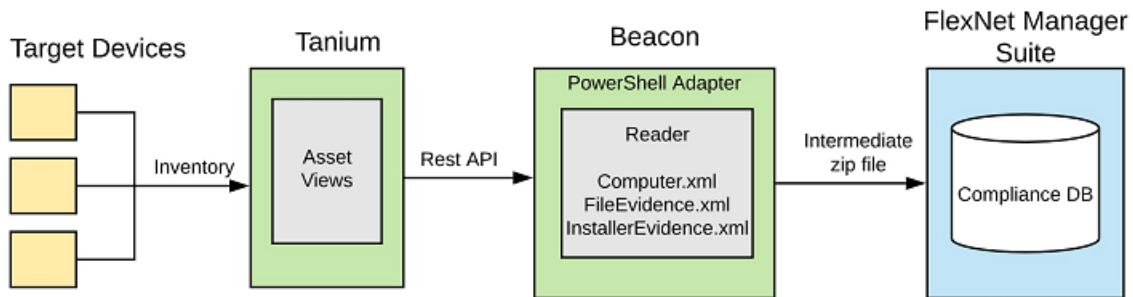 Target Devices
Inventory
Tanium
Asset
Views
Rest API
Beacon
PowerShell Adapter
Reader
Computer.xml
FileEvidence.xml
InstallerEvidence.xml
Intermediate
zip file
FlexNet Manager
Suite
Compliance DB